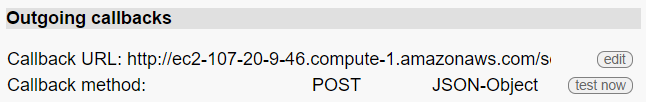 Outgoing callbacks
Callback URL: http://ec2-107-20-9-46.compute-1.amazonaws.com/se edit
Callback method: POST JSON-Object test now